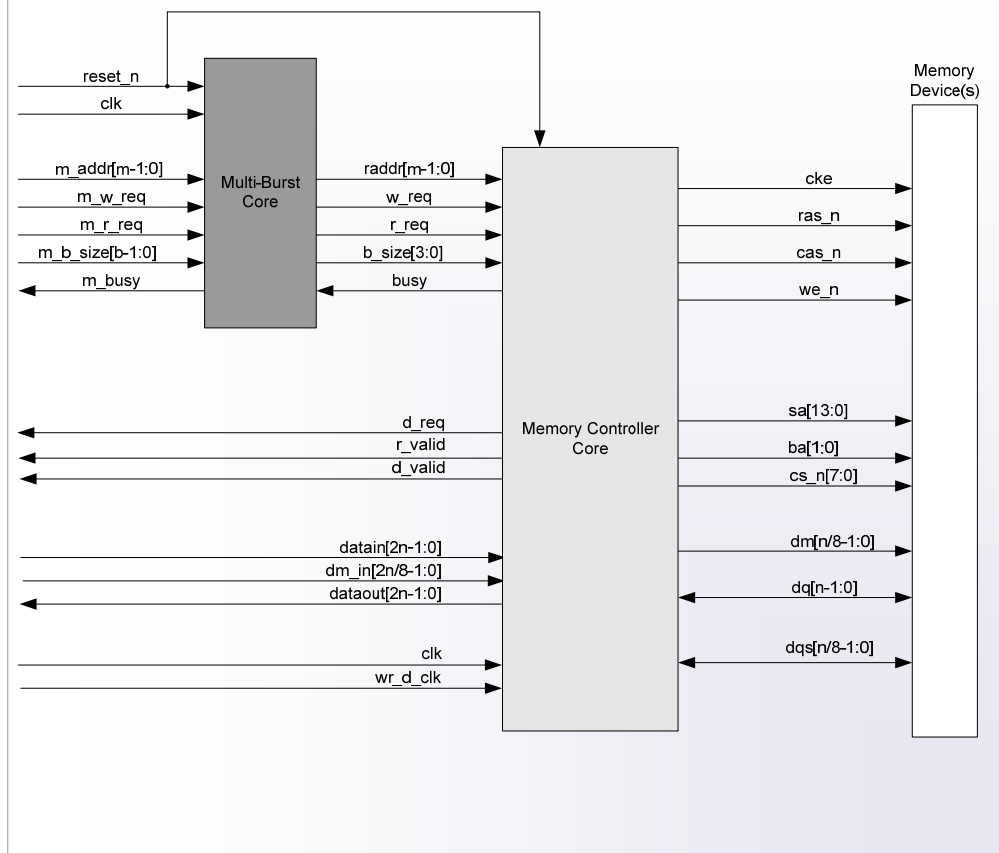 reset_n
clk
Memory
Device(s)
m_addr[m-1:0]
m_w_req
m_r_req
m_b_size[b-1:0]
m_busy
Multi-Burst
Core
raddr[m-1:0]
w_req
r_req
b_size[3:0]
busy
cke
ras_n
cas_n
we_n
d_req
r_valid
d_valid
Memory Controller
Core
sa[13:0]
ba[1:0]
cs_n[7:0]
datain[2n-1:0]
dm_in[2n/8-1:0]
dataout[2n-1:0]
dm[n/8-1:0]
dq[n-1:0]
dqs[n/8-1:0]
clk
wr_d_clk